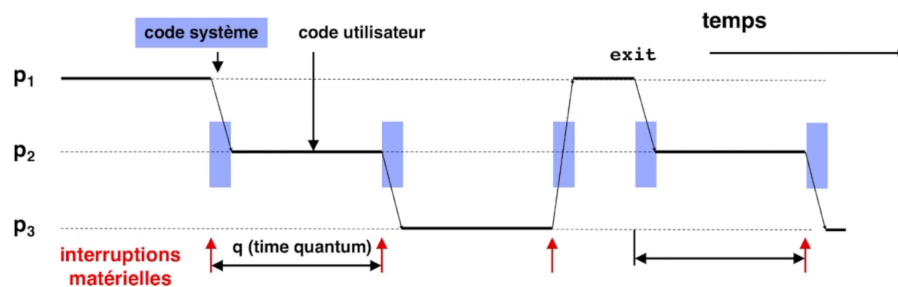 temps
code système
code utilisateur
exit
p1
p2
p3
interruptions
matérielles
q (time quantum)